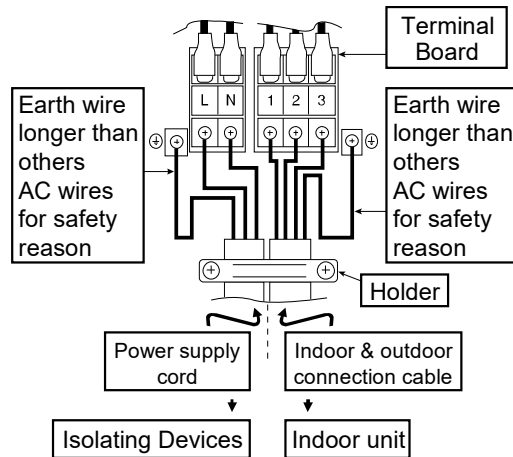 Terminal
Board
L N 1 2 3
Earth wire
longer than
others
AC wires
for safety
reason
Earth wire
longer than
others
AC wires
for safety
reason
Holder
Power supply
cord
Indoor & outdoor
connection cable
Isolating Devices
Indoor unit